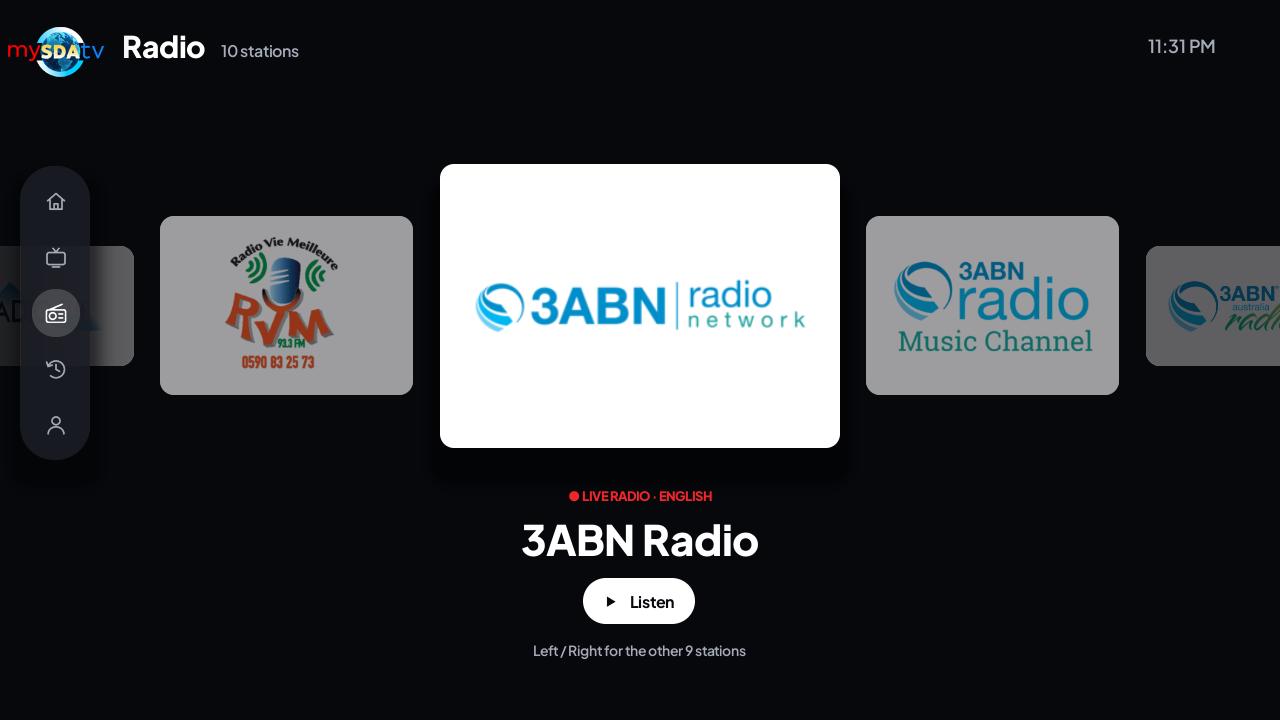 mySDAtv
Radio 10 stations
11:31 PM
Radio Vie Meilleure
RVM
93.3 FM
0590 83 25 73
3ABN radio
network
3ABN
radio
Music Channel
3ABN
australia
LIVE RADIO · ENGLISH
3ABN Radio
Listen
Left / Right for the other 9 stations